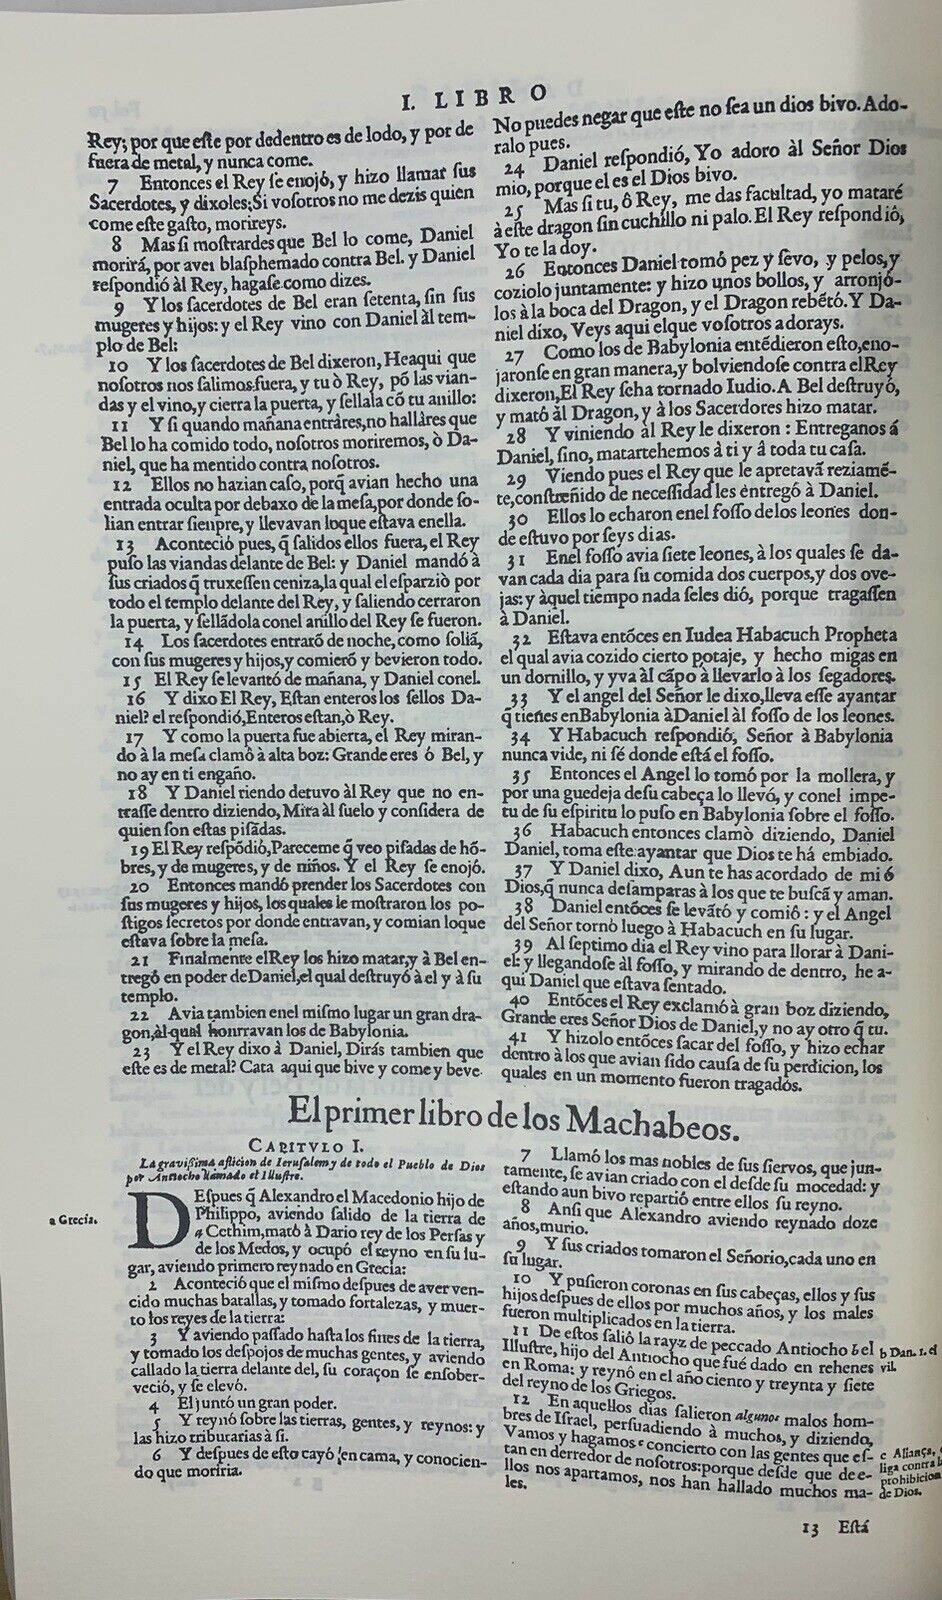 I. LIBRO
Rey; por que eſte por dedentro es de lodo, y por de
fuera de metal, y nunca come.
7 Entonces el Rey ſe enojó, y hizo llamar ſus
Sacerdotes, y dixoles; Si voſotros no me dezis quien
come eſte gaſto, morireys.
8 Mas ſi moſtrardes que Bel lo come, Daniel
morirá, por aver blaſphemado contra Bel. y Daniel
reſpondió àl Rey, hagaſe como dizes.
9 Y los ſacerdotes de Bel eran ſetenta, ſin ſus
mugeres y hijos: y el Rey vino con Daniel àl tem-
plo de Bel:
10 Y los ſacerdotes de Bel dixeron, Heaqui que
noſotros nos ſalimos fuera, y tu ò Rey, pō las vian-
das y el vino, y cierra la puerta, y ſellala cō tu anillo:
11 Y ſi quando mañana entràres, no hallàres que
Bel lo ha comido todo, noſotros moriremos, ò Da-
niel, que ha mentido contra noſotros.
12 Ellos no hazian caſo, porq̃ avian hecho una
entrada oculta por debaxo de la meſa, por donde ſo-
lian entrar ſienpre, y llevavan loque eſtava enella.
13 Aconteció pues, q̃ ſalidos ellos fuera, el Rey
puſo las viandas delante de Bel: y Daniel mandó à
ſus criados q̃ truxeſſen ceniza, la qual el eſparzió por
todo el templo delante del Rey, y ſaliendo cerraron
la puerta, y ſellādola conel anillo del Rey ſe fueron.
14 Los ſacerdotes entrarō de noche, como ſoliā,
con ſus mugeres y hijos, y comierō y bevieron todo.
15 El Rey ſe levantó de mañana, y Daniel conel.
16 Y dixo El Rey, Eſtan enteros los ſellos Da-
niel? el reſpondió, Enteros eſtan, ò Rey.
17 Y como la puerta fue abierta, el Rey miran-
do à la meſa clamô à alta boz: Grande eres ó Bel, y
no ay en ti engaño.
18 Y Daniel riendo detuvo àl Rey que no en-
traſſe dentro diziendo, Mira àl ſuelo y conſidera de
quien ſon eſtas piſadas.
19 El Rey reſpōdió, Pareceme q̃ veo piſadas de hō-
bres, y de mugeres, y de niños. Y el Rey ſe enojó.
20 Entonces mandó prender los Sacerdotes con
ſus mugeres y hijos, los quales le moſtraron los po-
ſtigos ſecretos por donde entravan, y comian loque
eſtava ſobre la meſa.
21 Finalmente el Rey los hizo matar, y à Bel en-
tregó en poder de Daniel, el qual deſtruyó à el y à ſu
templo.
22 Avia tambien enel miſmo lugar un gran dra-
gon, àl qual honrravan los de Babylonia.
23 Y el Rey dixo à Daniel, Dirás tambien que
eſte es de metal? Cata aqui que bive y come y beve
No puedes negar que eſte no ſea un dios bivo. Ado-
ralo pues.
24 Daniel reſpondió, Yo adoro àl Señor Dios
mio, porque el es el Dios bivo.
25 Mas ſi tu, ô Rey, me das facultad, yo mataré
à eſte dragon ſin cuchillo ni palo. El Rey reſpondió,
Yo te la doy.
26 Entonces Daniel tomó pez y ſevo, y pelos, y
coziolo juntamente: y hizo unos bollos, y arronjó-
los à la boca del Dragon, y el Dragon rebētó. Y Da-
niel dixo, Veys aqui elque voſotros adorays.
27 Como los de Babylonia entēdieron eſto, eno-
jaronſe en gran manera, y bolviendoſe contra el Rey
dixeron, El Rey ſeha tornado Iudio. A Bel deſtruyó,
y mató àl Dragon, y à los Sacerdores hizo matar.
28 Y viniendo àl Rey le dixeron: Entreganos á
Daniel, ſino, matartehemos à ti y â toda tu caſa.
29 Viendo pues el Rey que le apretavā reziamē-
te, conſtreñido de neceſſidad les entregó à Daniel.
30 Ellos lo echaron enel foſſo de los leones don-
de eſtuvo por ſeys dias.
31 Enel foſſo avia ſiete leones, à los quales ſe da-
van cada dia para ſu comida dos cuerpos, y dos ove-
jas: y àquel tiempo nada ſeles dió, porque tragaſſen
à Daniel.
32 Eſtava entōces en Iudea Habacuch Propheta
el qual avia cozido cierto potaje, y hecho migas en
un dornillo, y yva àl cāpo à llevarlo à los ſegadores.
33 Y el angel del Señor le dixo, lleva eſſe ayantar
q̃ tienes en Babylonia à Daniel àl foſſo de los leones.
34 Y Habacuch reſpondió, Señor à Babylonia
nunca vide, ni ſé donde eſtá el foſſo.
35 Entonces el Angel lo tomó por la mollera, y
por una guedeja deſu cabeça lo llevó, y conel impe-
tu de ſu eſpiritu lo puſo en Babylonia ſobre el foſſo.
36 Habacuch entonces clamò diziendo, Daniel
Daniel, toma eſte ayantar que Dios te há embiado.
37 Y Daniel dixo, Aun te has acordado de mi ó
Dios, q̃ nunca deſamparas à los que te buſcā y aman.
38 Daniel entōces ſe levātó y comió: y el Angel
del Señor tornò luego à Habacuch en ſu lugar.
39 Al ſeptimo dia el Rey vino para llorar à Dani-
el: y llegandoſe àl foſſo, y mirando de dentro, he a-
qui Daniel que eſtava ſentado.
40 Entōces el Rey exclamó à gran boz diziendo,
Grande eres Señor Dios de Daniel, y no ay otro q̃ tu.
41 Y hizolo entōces ſacar del foſſo, y hizo echar
dentro à los que avian ſido cauſa de ſu perdicion, los
quales en un momento fueron tragadós.
El primer libro de los Machabeos.
CAPITVLO I.
La graviſsima aflicion de Ieruſalem y de todo el Pueblo de Dios
por Antiocho llamado el Illuſtre.
DEſpues q̃ Alexandro el Macedonio hijo de
Philippo, aviendo ſalido de la tierra de
a Cethim, mató à Dario rey de los Perſas y
de los Medos, y ocupó el reyno en ſu lu-
gar, aviendo primero reynado en Grecia:
a Grecia.
2 Aconteció que el miſmo deſpues de aver ven-
cido muchas batallas, y tomado fortalezas, y muer-
to los reyes de la tierra:
3 Y aviendo paſſado haſta los fines de la tierra,
y tomado los deſpojos de muchas gentes, y aviendo
callado la tierra delante del, ſu coraçon ſe enſober-
veció, y ſe elevó.
4 El juntó un gran poder.
5 Y reynó ſobre las tierras, gentes, y reynos: y
las hizo tributarias à ſi.
6 Y deſpues de eſto cayó en cama, y conocien-
do que moriria.
7 Llamó los mas nobles de ſus ſiervos, que jun-
tamente, ſe avian criado con el deſde ſu mocedad: y
eſtando aun bivo repartió entre ellos ſu reyno.
8 Anſi que Alexandro aviendo reynado doze
años, murio.
9 Y ſus criados tomaron el Señorio, cada uno en
ſu lugar.
10 Y puſieron coronas en ſus cabeças, ellos y ſus
hijos deſpues de ellos por muchos años, y los males
fueron multiplicados en la tierra.
11 De eſtos ſalió la rayz de peccado Antiocho b el
Illuſtre, hijo del Antiocho que fué dado en rehenes
en Roma: y reynó en el año ciento y treynta y ſiete
del reyno de los Griegos.
b Dan. 1. el
vil.
12 En aquellos dias ſalieron algunos malos hom-
bres de Iſrael, perſuadiendo à muchos, y diziendo,
Vamos y hagamos c concierto con las gentes que eſ-
tan en derredor de noſotros: porque deſde que de e-
llos nos apartamos, nos han hallado muchos ma-
les.
c Aliança,
liga contra la
prohibicion
de Dios.
13 Eſtá